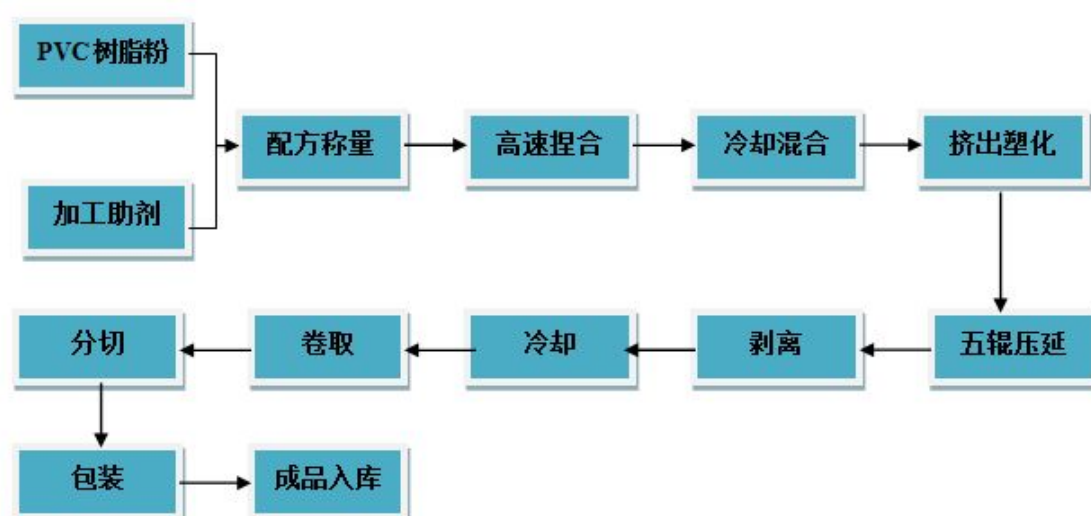 PVC树脂粉
加工助剂
配方称量
高速捏合
冷却混合
挤出塑化
五辊压延
剥离
冷却
卷取
分切
包装
成品入库